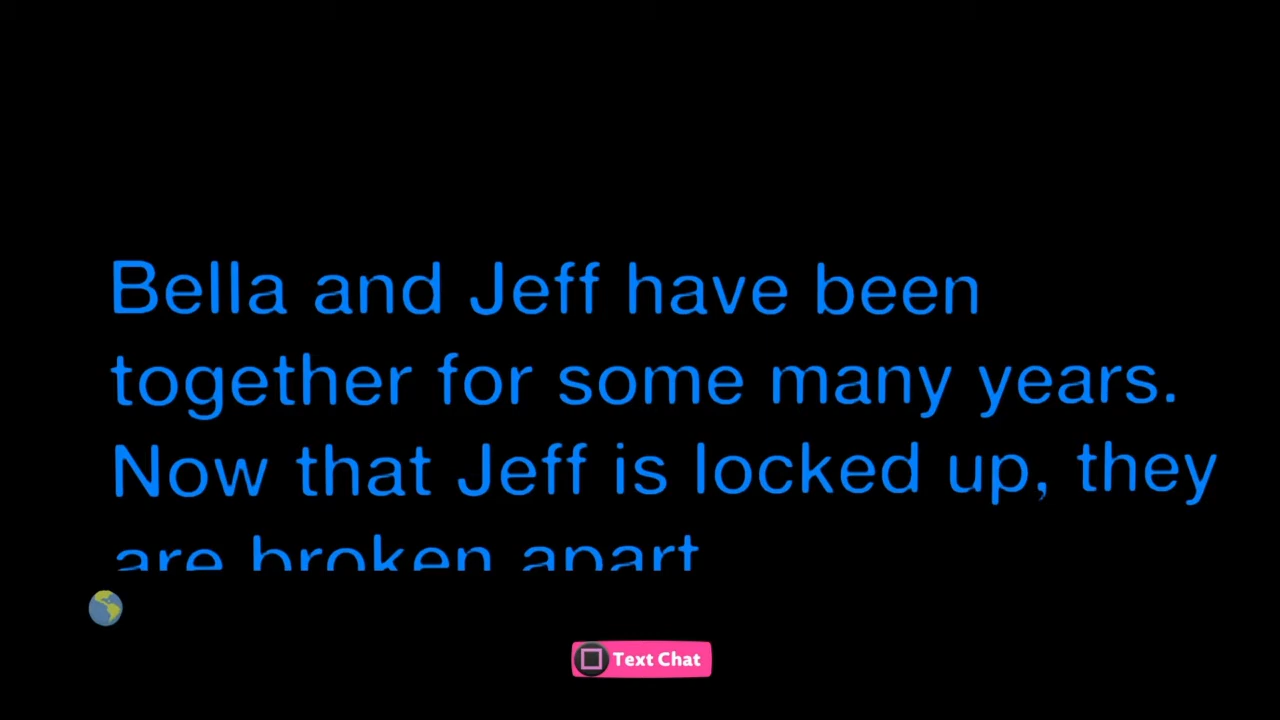 Bella and Jeff have been
together for some many years.
Now that Jeff is locked up, they
are broken apart
Text Chat